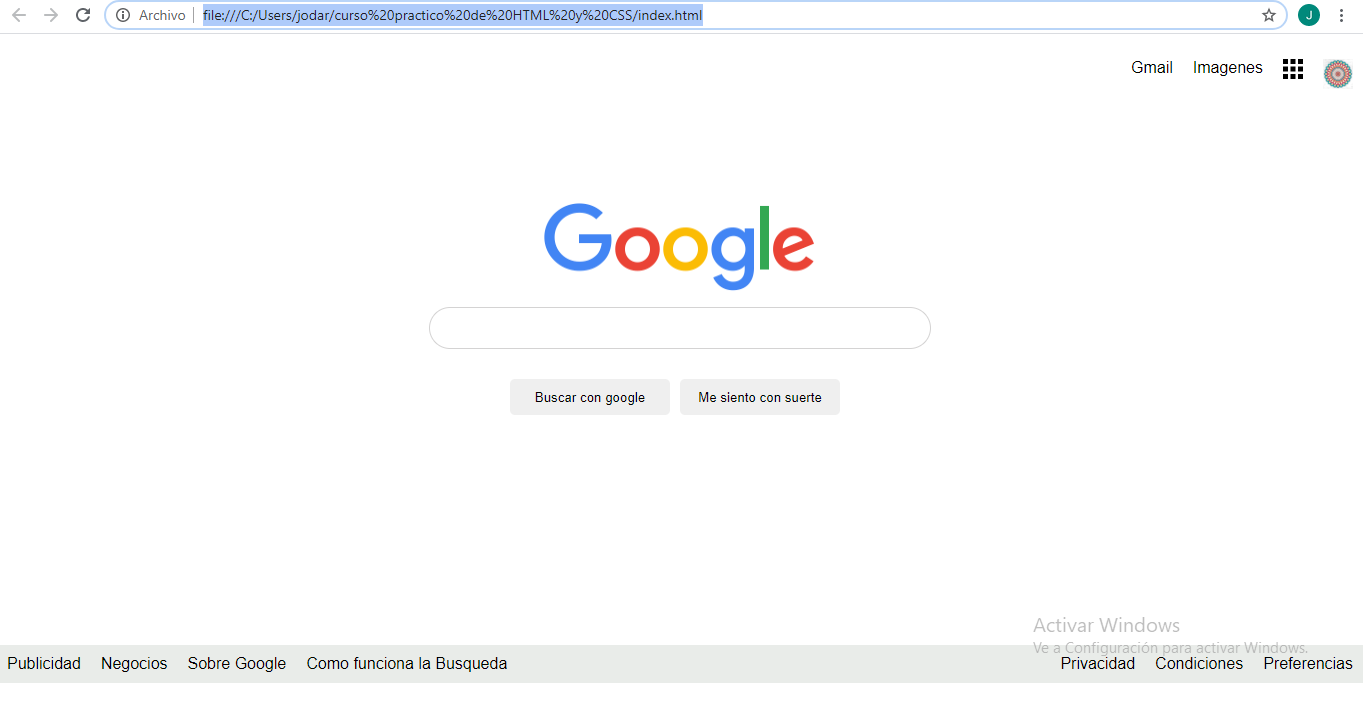 Archivo file:///C:/Users/jodar/curso%20practico%20de%20HTML%20y%20CSS/index.html J
Gmail Imagenes
Google
Buscar con google Me siento con suerte
Activar Windows
Ve a Configuración para activar Windows.
Publicidad Negocios Sobre Google Como funciona la Busqueda Privacidad Condiciones Preferencias